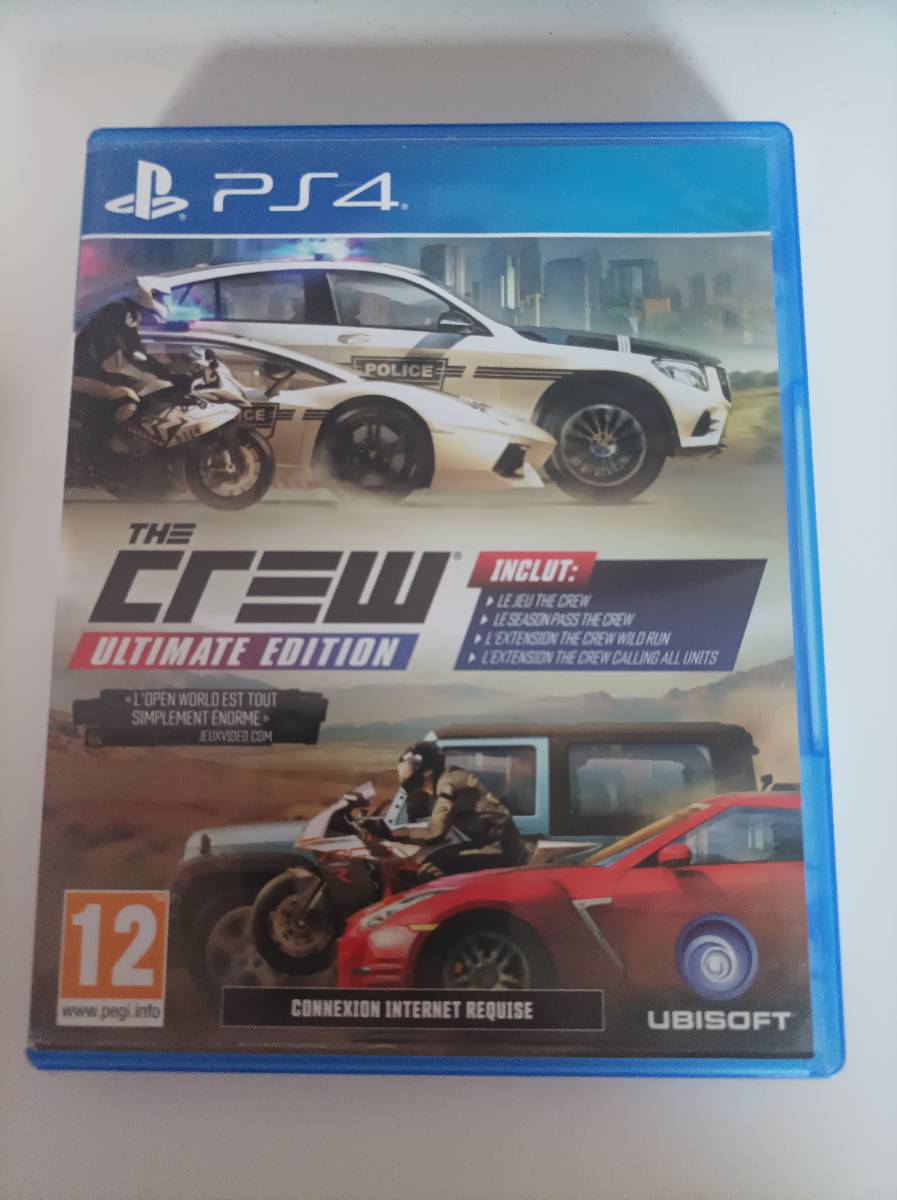 PS4
POLICE
ICE
THE
CREW
ULTIMATE EDITION
INCLUT:
LE JEU THE CREW
LE SEASON PASS THE CREW
L'EXTENSION THE CREW WILD RUN
L'EXTENSION THE CREW CALLING ALL UNITS
« L'OPEN WORLD EST TOUT
SIMPLEMENT ÉNORME »
JEUXVIDEO.COM
12
www.pegi.info
CONNEXION INTERNET REQUISE
UBISOFT